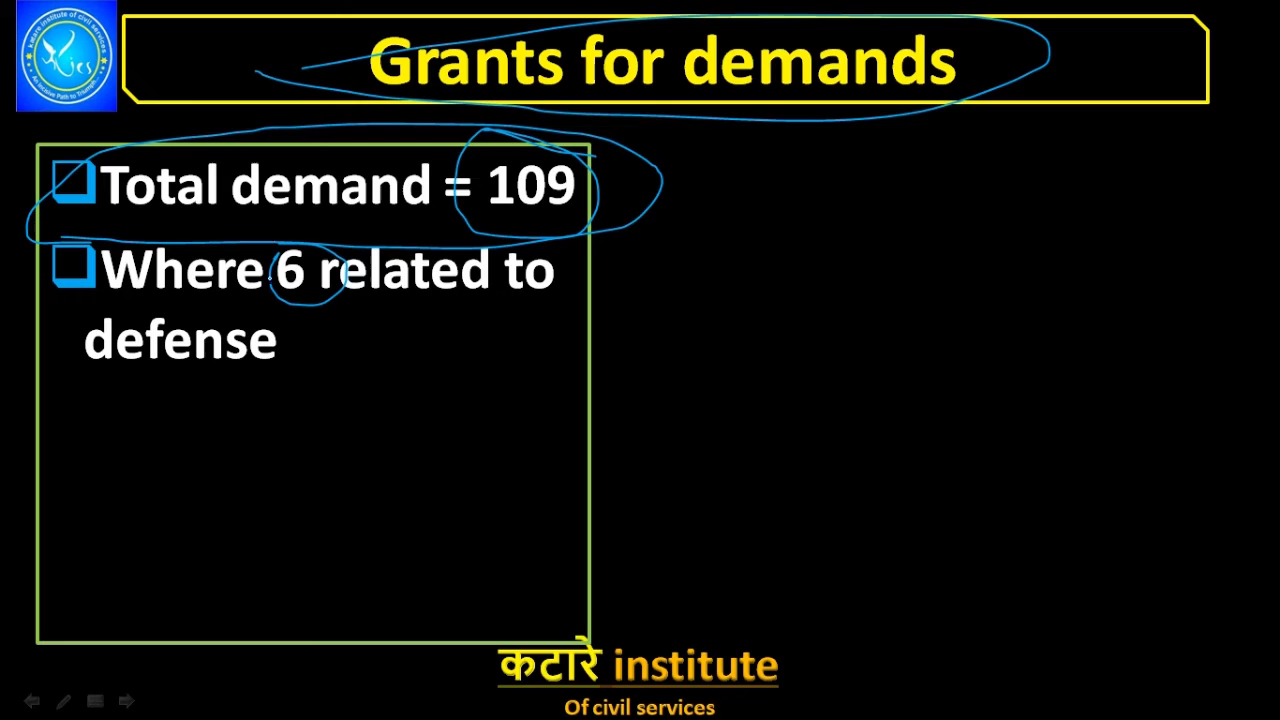 Grants for demands
Total demand = 109
Where 6 related to
defense
कटारे institute
Of civil services